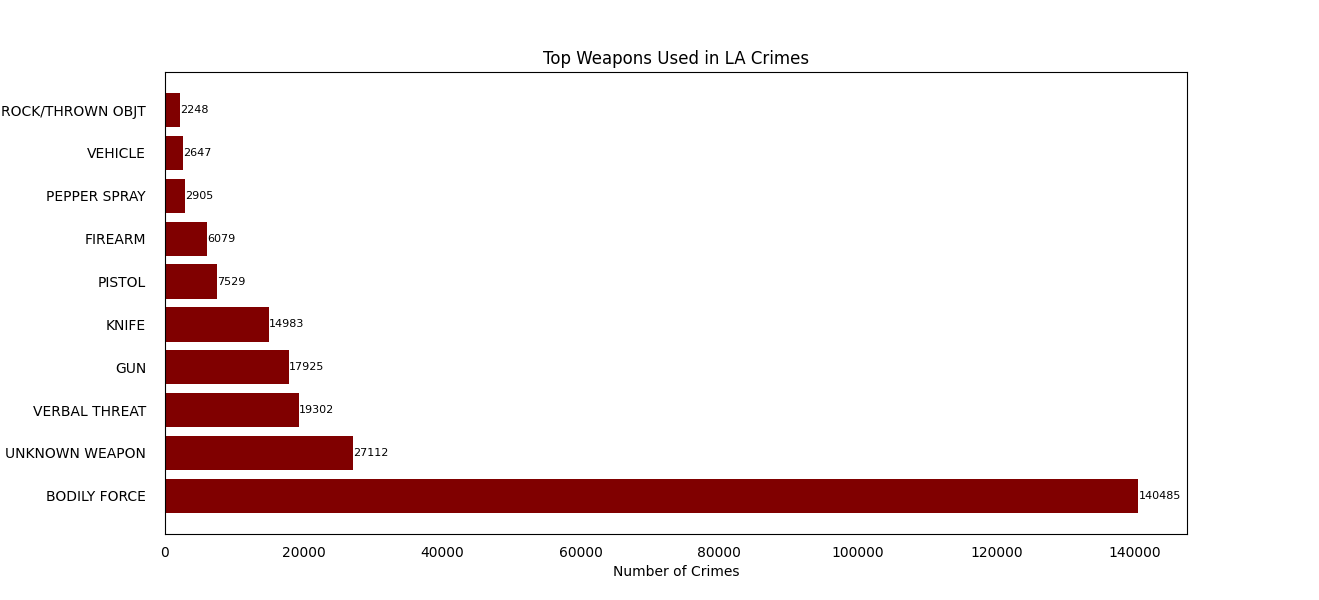 Top Weapons Used in LA Crimes
ROCK/THROWN OBJT 2248
VEHICLE 2647
PEPPER SPRAY 2905
FIREARM 6079
PISTOL 7529
KNIFE 14983
GUN 17925
VERBAL THREAT 19302
UNKNOWN WEAPON 27112
BODILY FORCE 140485
0 20000 40000 60000 80000 100000 120000 140000
Number of Crimes